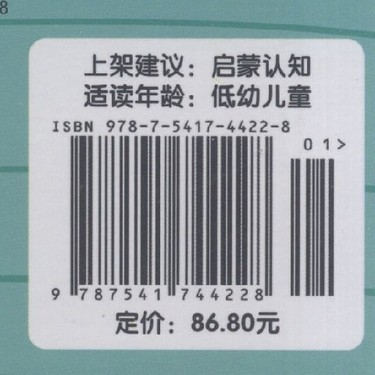 8
上架建议：启蒙认知
适读年龄：低幼儿童
ISBN 978-7-5417-4422-8
01>
9 787541 744228
定价：86.80元